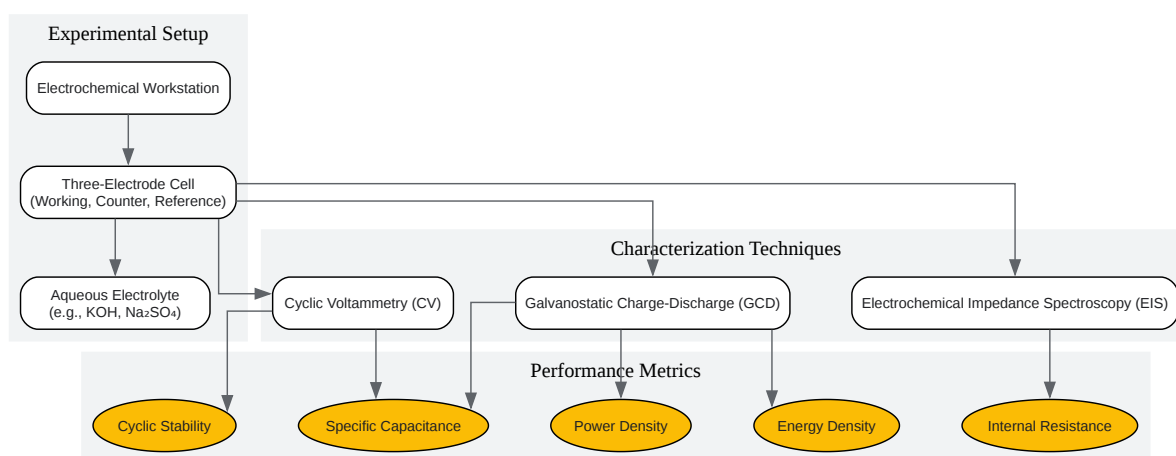 Experimental Setup
Electrochemical Workstation
Three-Electrode Cell
(Working, Counter, Reference)
Aqueous Electrolyte
(e.g., KOH, Na₂SO₄)
Characterization Techniques
Cyclic Voltammetry (CV)
Galvanostatic Charge-Discharge (GCD)
Electrochemical Impedance Spectroscopy (EIS)
Performance Metrics
Cyclic Stability
Specific Capacitance
Power Density
Energy Density
Internal Resistance